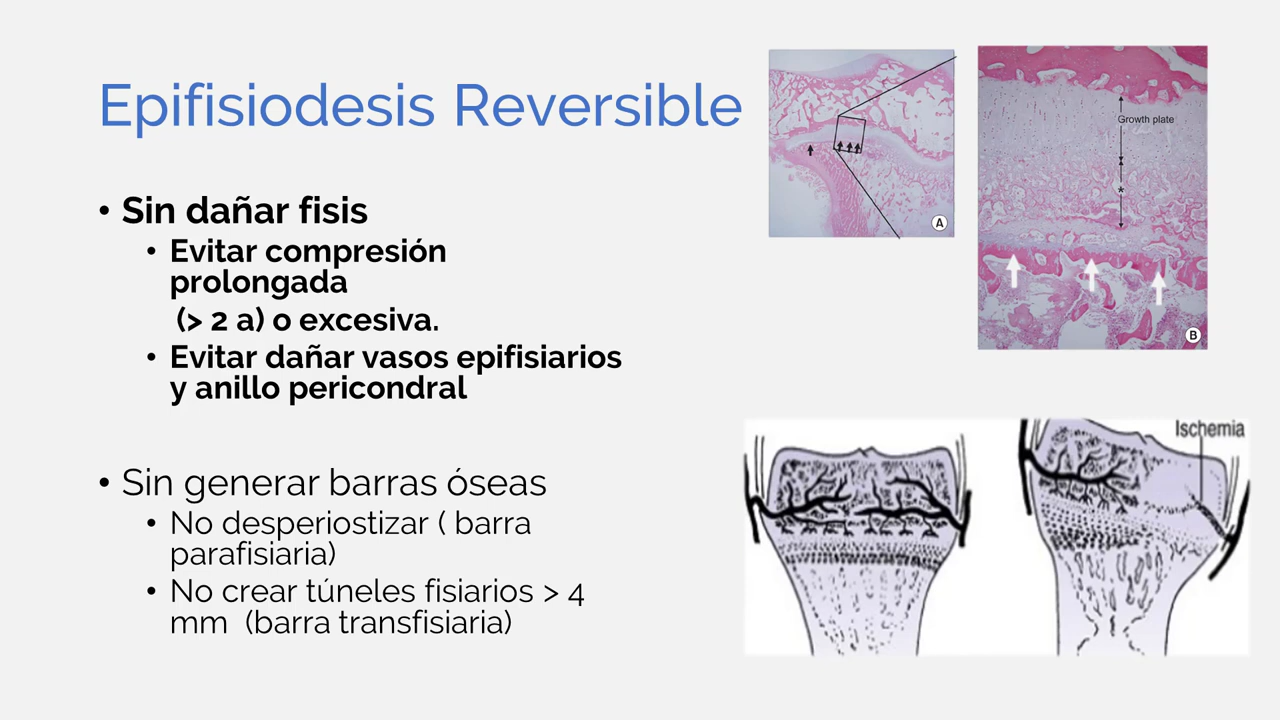 Epifisiodesis Reversible
• Sin dañar fisis
• Evitar compresión
prolongada
(> 2 a) o excesiva.
• Evitar dañar vasos epifisiarios
y anillo pericondral
• Sin generar barras óseas
• No desperiostizar ( barra
parafisiaria)
• No crear túneles fisiarios > 4
mm (barra transfisiaria)
A
Growth plate
*
B
Ischemia